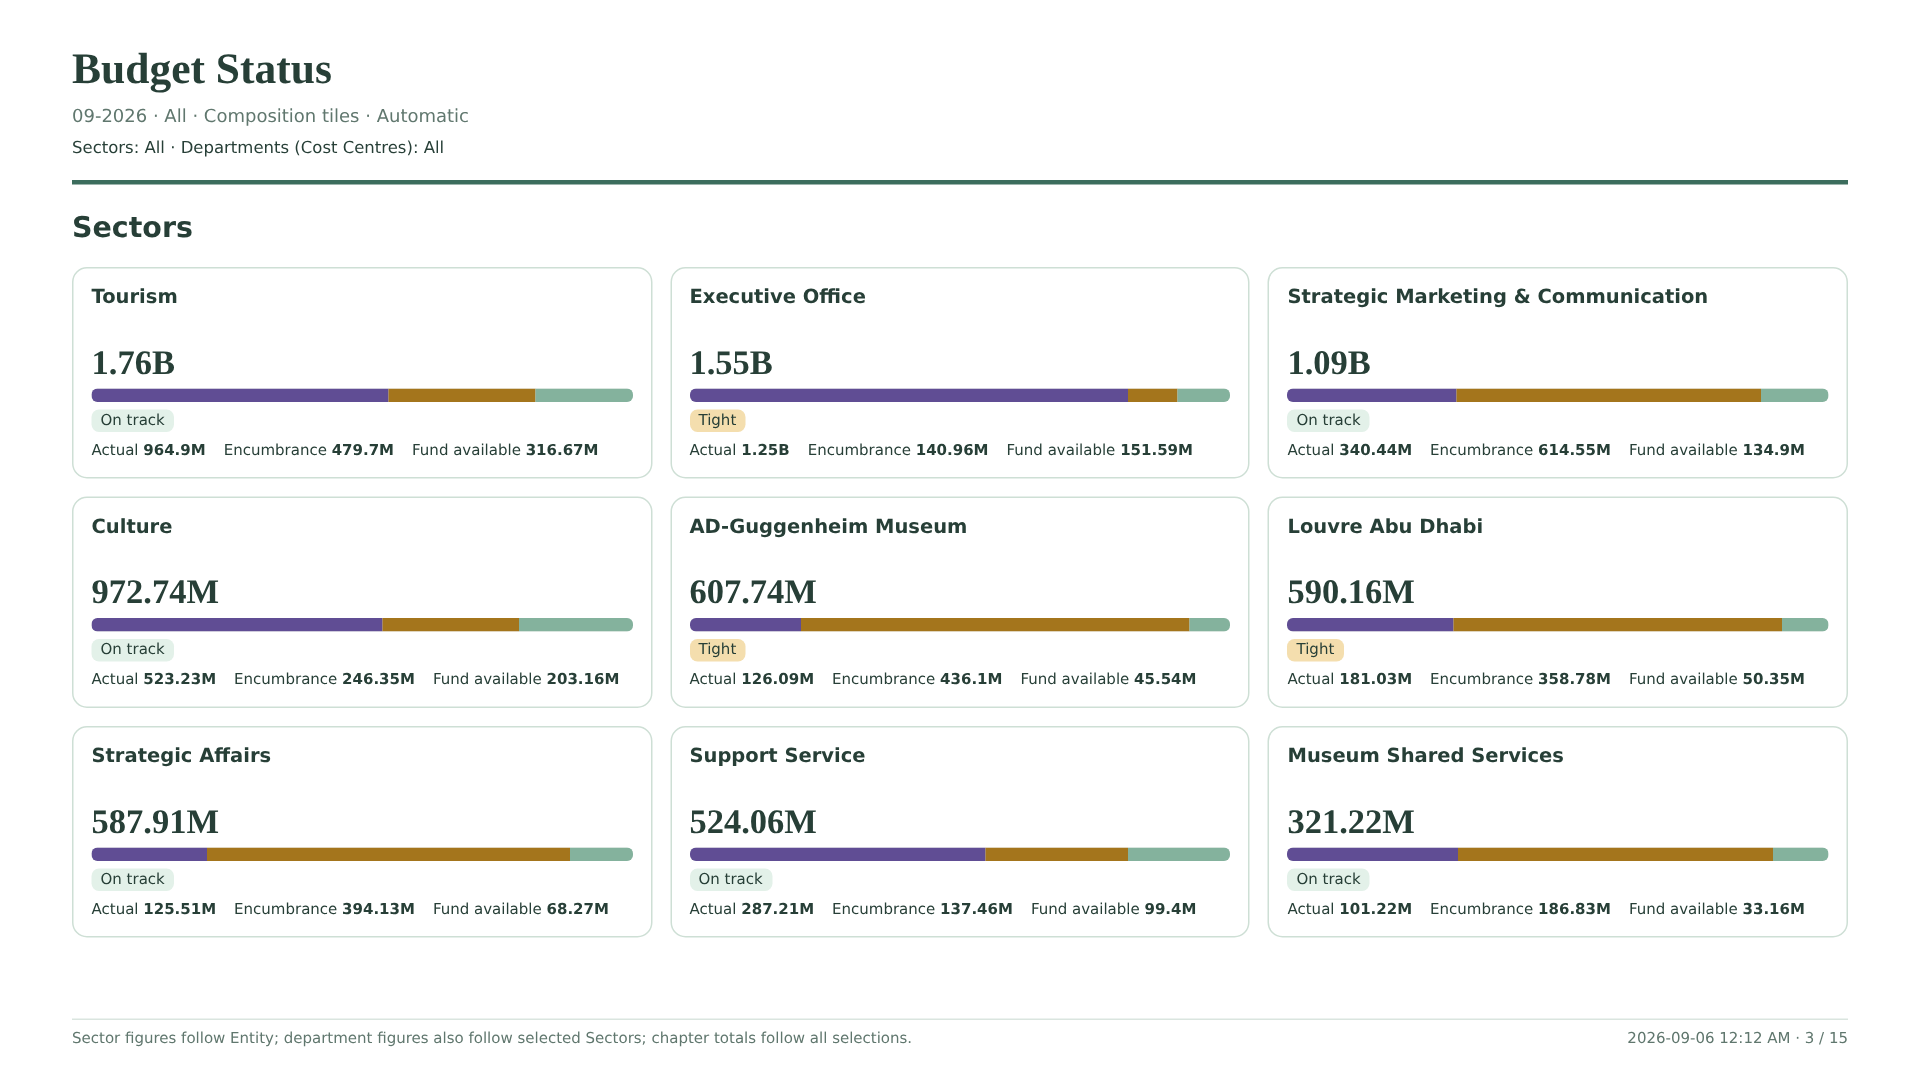 Budget Status
09-2026 · All · Composition tiles · Automatic
Sectors: All · Departments (Cost Centres): All
Sectors
Tourism
1.76B
On track
Actual 964.9M Encumbrance 479.7M Fund available 316.67M
Executive Office
1.55B
Tight
Actual 1.25B Encumbrance 140.96M Fund available 151.59M
Strategic Marketing & Communication
1.09B
On track
Actual 340.44M Encumbrance 614.55M Fund available 134.9M
Culture
972.74M
On track
Actual 523.23M Encumbrance 246.35M Fund available 203.16M
AD-Guggenheim Museum
607.74M
Tight
Actual 126.09M Encumbrance 436.1M Fund available 45.54M
Louvre Abu Dhabi
590.16M
Tight
Actual 181.03M Encumbrance 358.78M Fund available 50.35M
Strategic Affairs
587.91M
On track
Actual 125.51M Encumbrance 394.13M Fund available 68.27M
Support Service
524.06M
On track
Actual 287.21M Encumbrance 137.46M Fund available 99.4M
Museum Shared Services
321.22M
On track
Actual 101.22M Encumbrance 186.83M Fund available 33.16M
Sector figures follow Entity; department figures also follow selected Sectors; chapter totals follow all selections.
2026-09-06 12:12 AM · 3 / 15